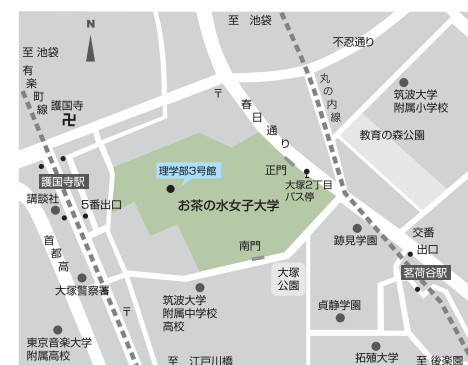 至 池袋
N
不忍通り
至 池袋
有楽町線
丸の内線
〒
春日通り
筑波大学
附属小学校
護国寺
卍
教育の森公園
理学部3号館
正門
大塚2丁目
バス停
護国寺駅
講談社
5番出口
お茶の水女子大学
首都高
南門
跡見学園
交番
出口
茗荷谷駅
大塚
公園
大塚警察署
〒
筑波大学
附属中学校
高校
貞静学園
東京音楽大学
附属高校
至 江戸川橋
拓殖大学
至 後楽園